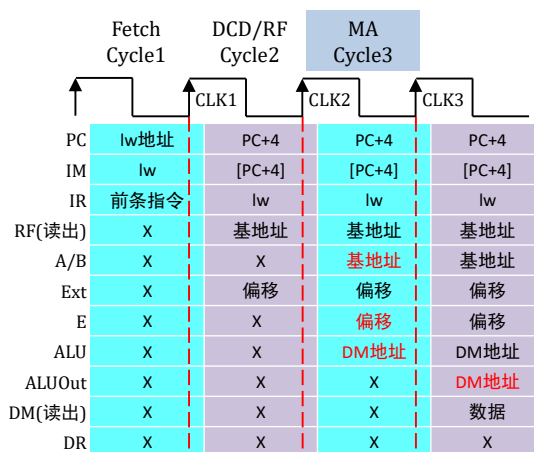 Fetch DCD/RF MA
Cycle1 Cycle2 Cycle3
CLK1 CLK2 CLK3
PC lw地址 PC+4 PC+4 PC+4
IM lw [PC+4] [PC+4] [PC+4]
IR 前条指令 lw lw lw
RF(读出) X 基地址 基地址 基地址
A/B X X 基地址 基地址
Ext X 偏移 偏移 偏移
E X X 偏移 偏移
ALU X X DM地址 DM地址
ALUOut X X X DM地址
DM(读出) X X X 数据
DR X X X X